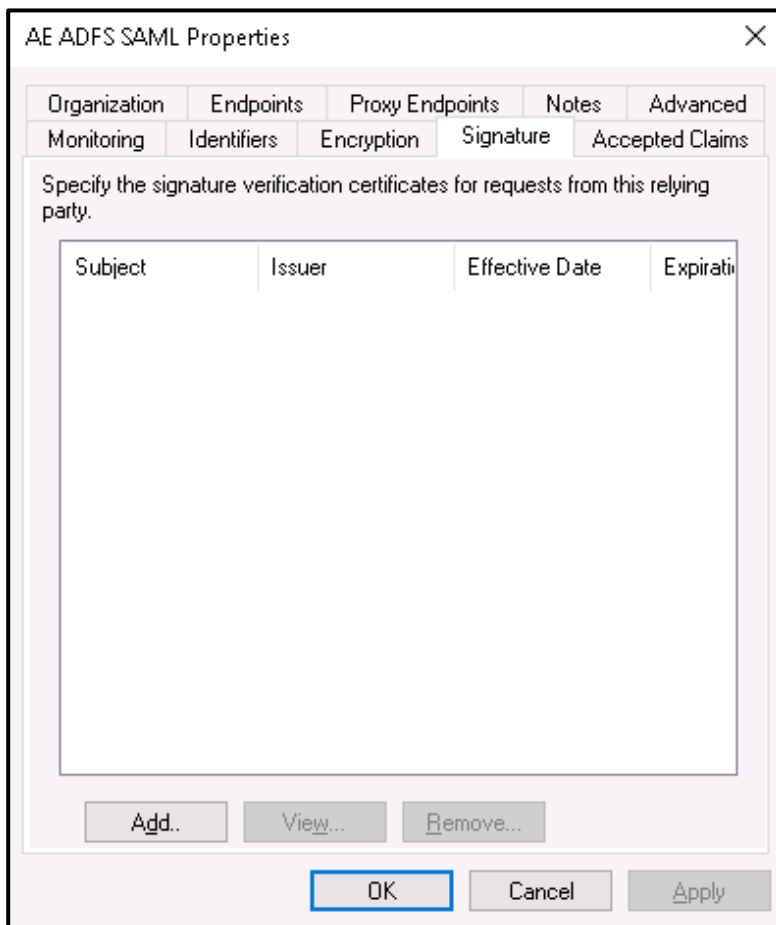 AE ADFS SAML Properties
Organization Endpoints Proxy Endpoints Notes Advanced
Monitoring Identifiers Encryption Signature Accepted Claims
Specify the signature verification certificates for requests from this relying
party.
Subject Issuer Effective Date Expirati
Add.. View... Remove...
OK Cancel Apply